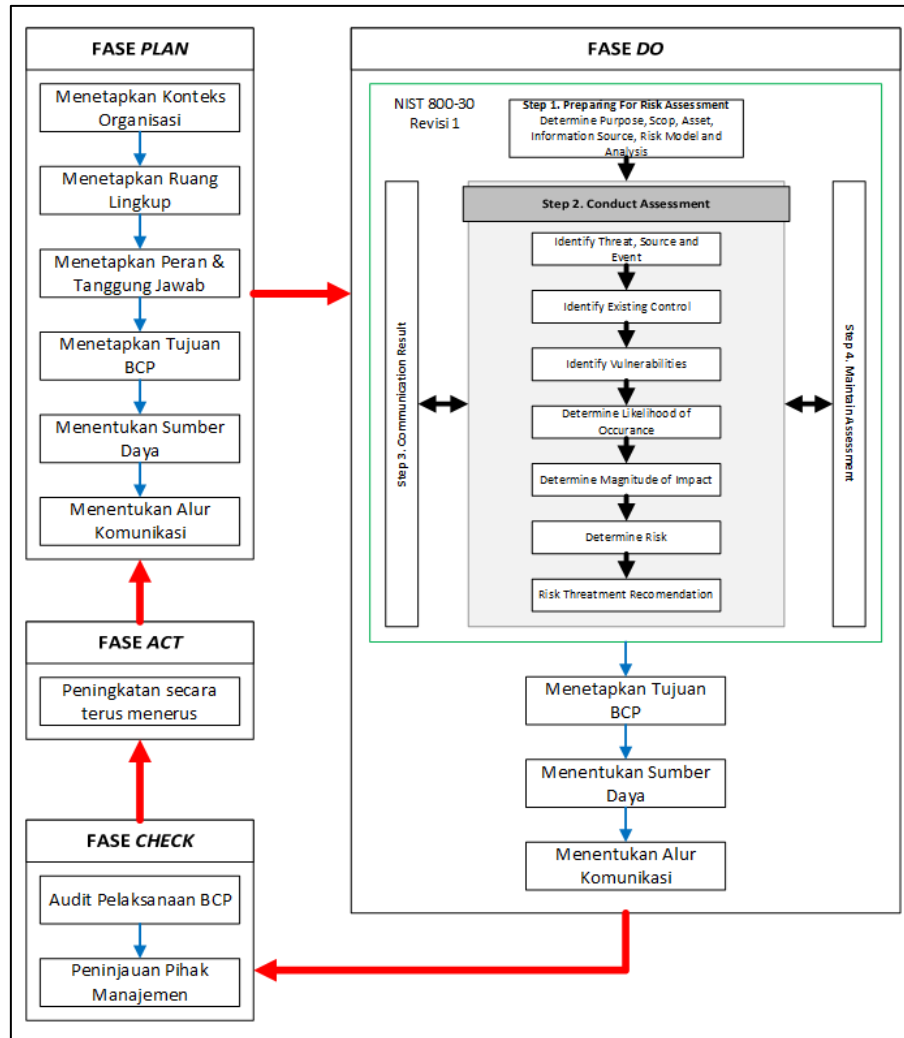 FASE PLAN
Menetapkan Konteks
Organisasi
Menetapkan Ruang
Lingkup
Menetapkan Peran &
Tanggung Jawab
Menetapkan Tujuan
BCP
Menentukan Sumber
Daya
Menentukan Alur
Komunikasi
FASE ACT
Peningkatan secara
terus menerus
FASE CHECK
Audit Pelaksanaan BCP
Peninjauan Pihak
Manajemen
FASE DO
NIST 800-30
Revisi 1
Step 1. Preparing For Risk Assessment
Determine Purpose, Scop, Asset,
Information Source, Risk Model and
Analysis
Step 2. Conduct Assessment
Identify Threat, Source and
Event
Identify Existing Control
Identify Vulnerabilities
Determine Likelihood of
Occurance
Determine Magnitude of Impact
Determine Risk
Risk Treatment Recomendation
Step 3. Communication Result
Step 4. Maintain Assessment
Menetapkan Tujuan
BCP
Menentukan Sumber
Daya
Menentukan Alur
Komunikasi